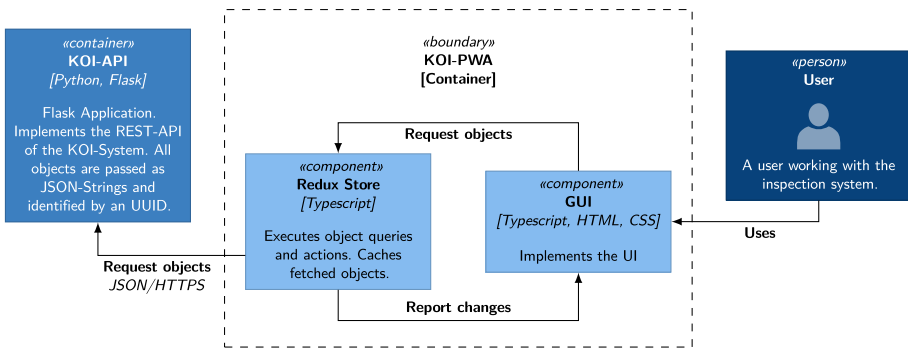 «container»
KOI-API
[Python, Flask]
Flask Application.
Implements the REST-API
of the KOI-System. All
objects are passed as
JSON-Strings and
identified by an UUID.
«boundary»
KOI-PWA
[Container]
«person»
User
A user working with the
inspection system.
Request objects
«component»
Redux Store
[Typescript]
Executes object queries
and actions. Caches
fetched objects.
«component»
GUI
[Typescript, HTML, CSS]
Implements the UI
Uses
Request objects
JSON/HTTPS
Report changes